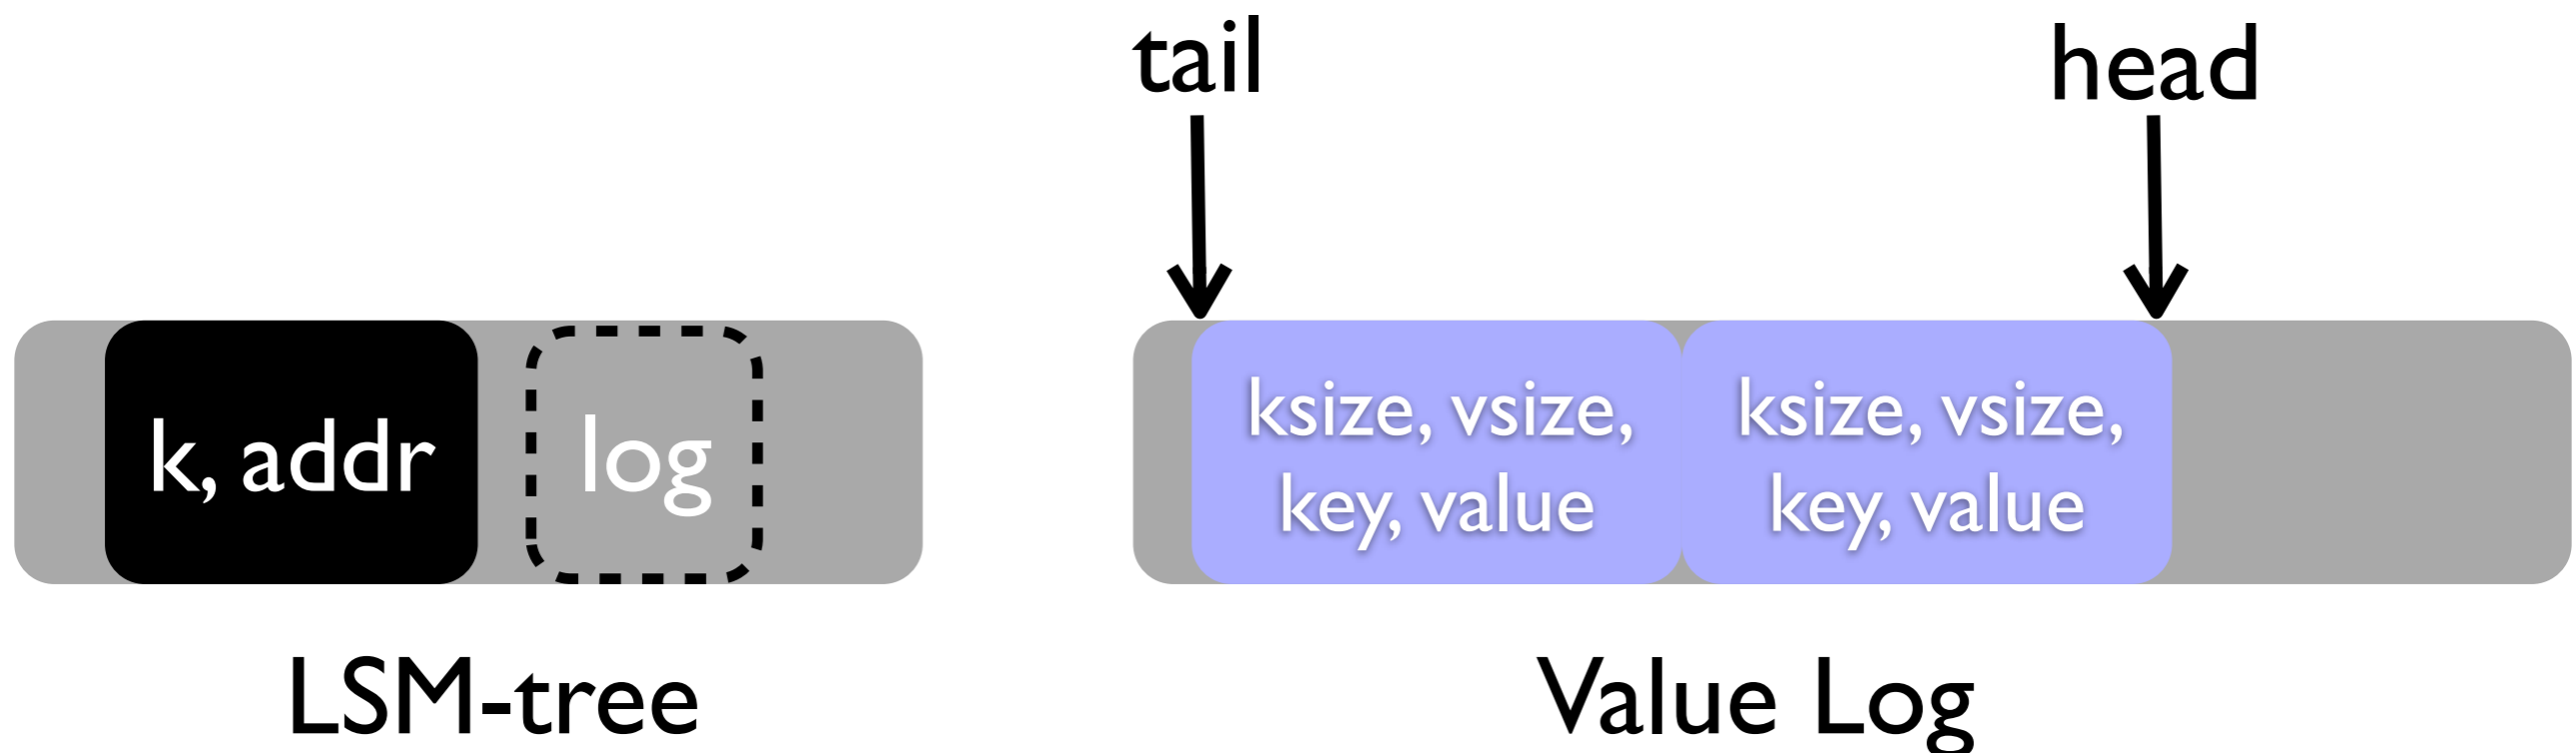 tail
head
k, addr
log
ksize, vsize,
key, value
ksize, vsize,
key, value
LSM-tree
Value Log